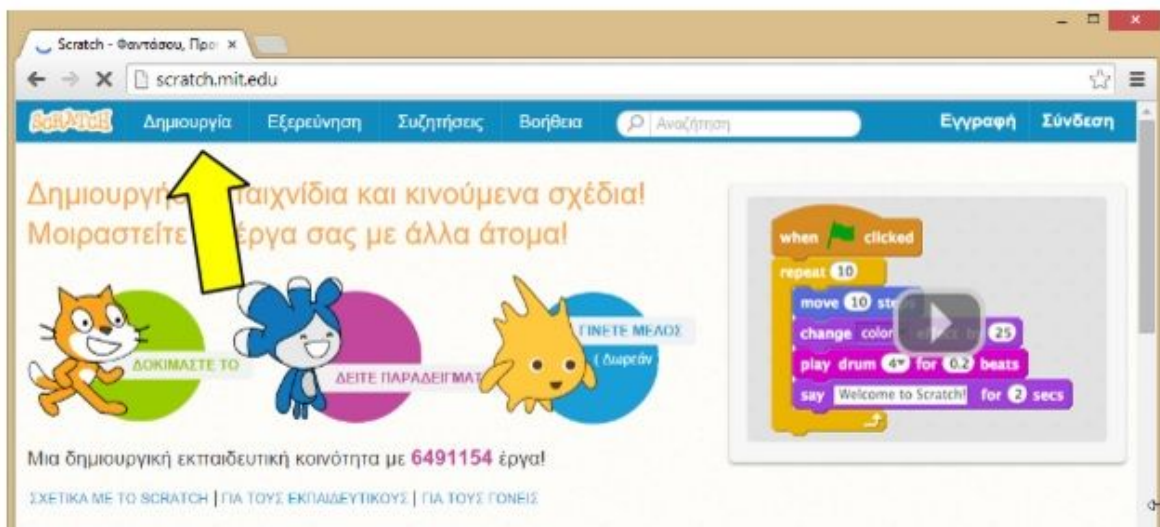 Scratch - Φαντάσου, Προ
scratch.mit.edu
SCRATCH Δημιουργία Εξερεύνηση Συζητήσεις Βοήθεια Αναζήτηση Εγγραφή Σύνδεση
παιχνίδια και κινούμενα σχέδια!
Μοιραστείτε έργα σας με άλλα άτομα!
ΔΟΚΙΜΑΣΤΕ ΤΟ
ΔΕΙΤΕ ΠΑΡΑΔΕΙΓΜΑΤ
ΓΙΝΕΤΕ ΜΕΛΟΣ
( Δωρεάν
when clicked
repeat 10
move 10
change color by 25
play drum 4 for 0.2 beats
say Welcome to Scratch! for 2 secs
Μια δημιουργική εκπαιδευτική κοινότητα με 6491154 έργα!
ΣΧΕΤΙΚΑ ΜΕ ΤΟ SCRATCH | ΓΙΑ ΤΟΥΣ ΕΚΠΑΙΔΕΥΤΙΚΟΥΣ | ΓΙΑ ΤΟΥΣ ΓΟΝΕΙΣ